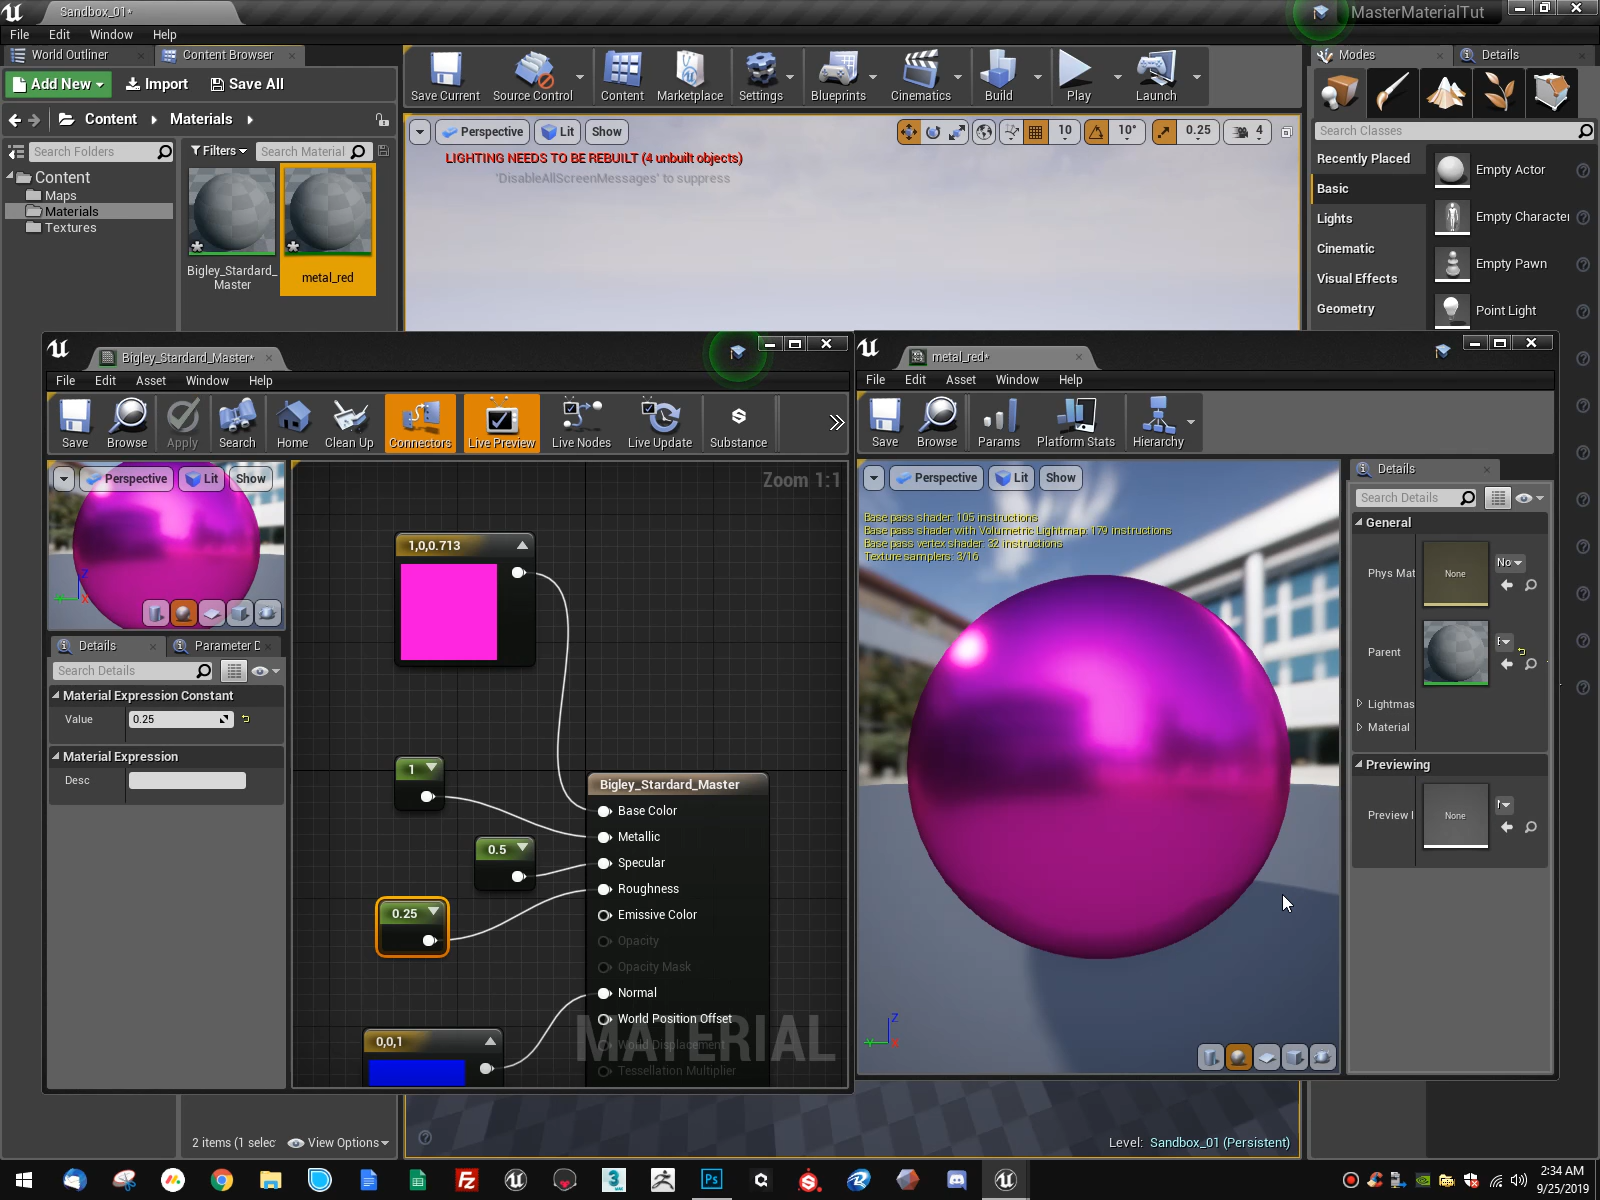 Sandbox_01*
MasterMaterialTut
File Edit Window Help
World Outliner
Content Browser
Add New
Import
Save All
Save Current
Source Control
Content
Marketplace
Settings
Blueprints
Cinematics
Build
Play
Launch
Modes
Details
Search Classes
Content
Materials
Search Folders
Filters
Search Material
Content
Maps
Materials
Textures
Bigley_Stardard_
Master
metal_red
Perspective
Lit
Show
10
10°
0.25
4
LIGHTING NEEDS TO BE REBUILT (4 unbuilt objects)
'DisableAllScreenMessages' to suppress
Recently Placed
Basic
Lights
Cinematic
Visual Effects
Geometry
Empty Actor
Empty Character
Empty Pawn
Point Light
Bigley_Stardard_Master*
File Edit Asset Window Help
Save
Browse
Apply
Search
Home
Clean Up
Connectors
Live Preview
Live Nodes
Live Update
Substance
Perspective
Lit
Show
Zoom 1:1
Details
Parameter D
Search Details
Material Expression Constant
Value
0.25
Material Expression
Desc
1,0,0.713
1
0.5
0.25
0,0,1
Bigley_Stardard_Master
Base Color
Metallic
Specular
Roughness
Emissive Color
Opacity
Opacity Mask
Normal
World Position Offset
World Displacement
Tessellation Multiplier
MATERIAL
metal_red*
File Edit Asset Window Help
Save
Browse
Params
Platform Stats
Hierarchy
Perspective
Lit
Show
Base pass shader: 105 instructions
Base pass shader with Volumetric Lightmap: 179 instructions
Base pass vertex shader: 32 instructions
Texture samplers: 3/16
Details
Search Details
General
Phys Mat
None
No
Parent
Lightmas
Material
Previewing
Preview
None
2 items (1 selec
View Options
Level: Sandbox_01 (Persistent)
2:34 AM
9/25/2019